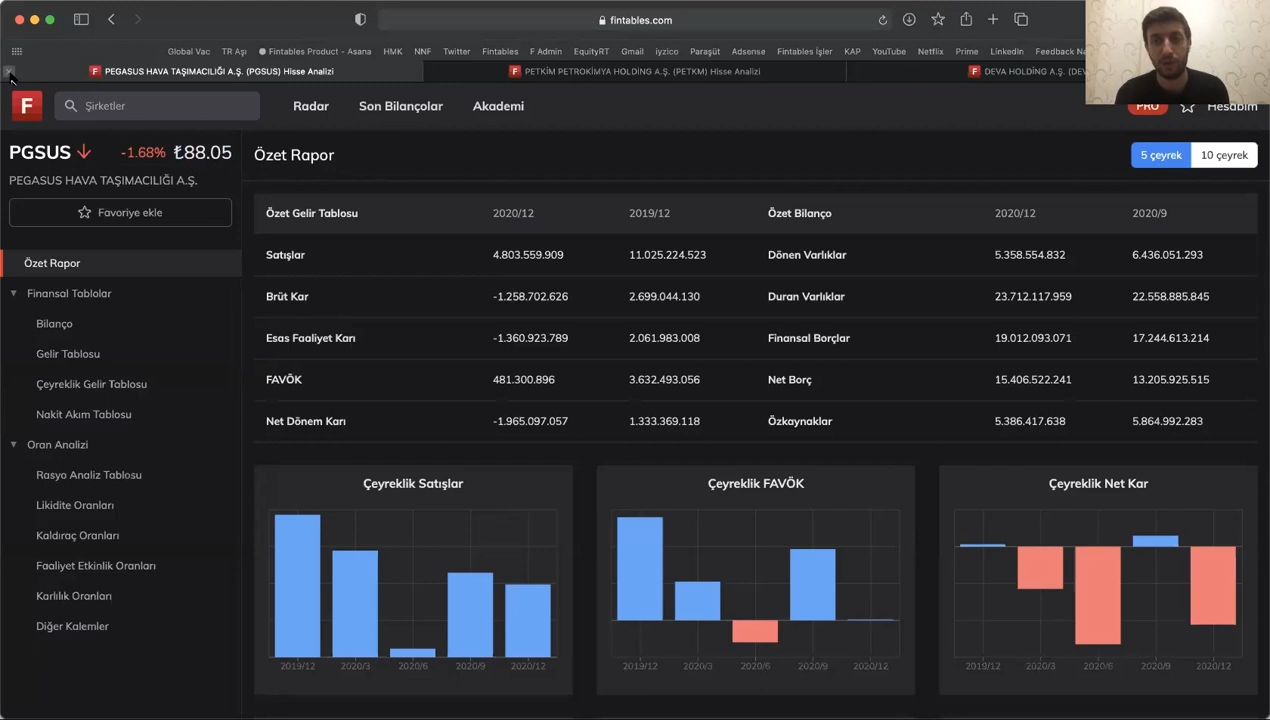 fintables.com
Global Vac TR Aşı Fintables Product - Asana HMK NNF Twitter Fintables F Admin EquityRT Gmail iyzico Paraşüt Adsense Fintables İşler KAP YouTube Netflix Prime Linkedin Feedback Ne
F PEGASUS HAVA TAŞIMACILIĞI A.Ş. (PGSUS) Hisse Analizi F PETKİM PETROKİMYA HOLDİNG A.Ş. (PETKM) Hisse Analizi F DEVA HOLDİNG A.Ş. (DEV
F Şirketler Radar Son Bilançolar Akademi PRO Hesabım
PGSUS -1.68% ₺88.05
PEGASUS HAVA TAŞIMACILIĞI A.Ş.
Favoriye ekle
Özet Rapor
Finansal Tablolar
Bilanço
Gelir Tablosu
Çeyreklik Gelir Tablosu
Nakit Akım Tablosu
Oran Analizi
Rasyo Analiz Tablosu
Likidite Oranları
Kaldıraç Oranları
Faaliyet Etkinlik Oranları
Karlılık Oranları
Diğer Kalemler
Özet Rapor 5 çeyrek 10 çeyrek
Özet Gelir Tablosu 2020/12 2019/12 Özet Bilanço 2020/12 2020/9
Satışlar 4.803.559.909 11.025.224.523 Dönen Varlıklar 5.358.554.832 6.436.051.293
Brüt Kar -1.258.702.626 2.699.044.130 Duran Varlıklar 23.712.117.959 22.558.885.845
Esas Faaliyet Karı -1.360.923.789 2.061.983.008 Finansal Borçlar 19.012.093.071 17.244.613.214
FAVÖK 481.300.896 3.632.493.056 Net Borç 15.406.522.241 13.205.925.515
Net Dönem Karı -1.965.097.057 1.333.369.118 Özkaynaklar 5.386.417.638 5.864.992.283
Çeyreklik Satışlar Çeyreklik FAVÖK Çeyreklik Net Kar
2019/12 2020/3 2020/6 2020/9 2020/12 2019/12 2020/3 2020/6 2020/9 2020/12 2019/12 2020/3 2020/6 2020/9 2020/12